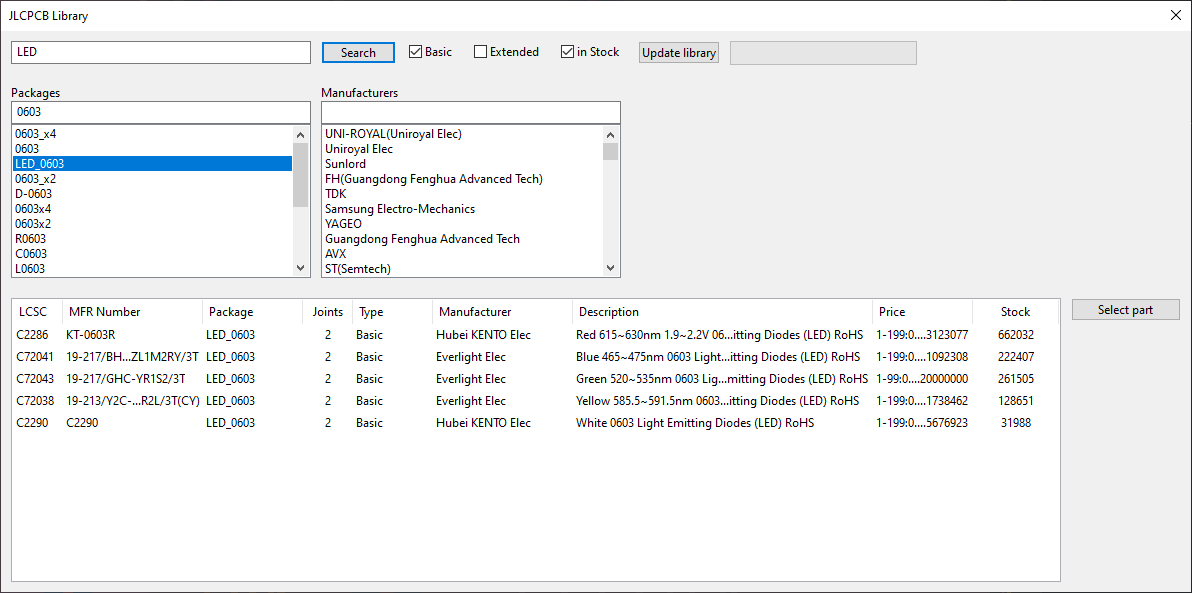 JLCPCB Library
LED
Search
Basic
Extended
in Stock
Update library
Packages
Manufacturers
0603
0603_x4
0603
LED_0603
0603_x2
D-0603
0603x4
0603x2
R0603
C0603
L0603
UNI-ROYAL(Uniroyal Elec)
Uniroyal Elec
Sunlord
FH(Guangdong Fenghua Advanced Tech)
TDK
Samsung Electro-Mechanics
YAGEO
Guangdong Fenghua Advanced Tech
AVX
ST(Semtech)
LCSC MFR Number Package Joints Type Manufacturer Description Price Stock
C2286 KT-0603R LED_0603 2 Basic Hubei KENTO Elec Red 615~630nm 1.9~2.2V 06...itting Diodes (LED) RoHS 1-199:0....3123077 662032
C72041 19-217/BH...ZL1M2RY/3T LED_0603 2 Basic Everlight Elec Blue 465~475nm 0603 Light...itting Diodes (LED) RoHS 1-199:0....1092308 222407
C72043 19-217/GHC-YR1S2/3T LED_0603 2 Basic Everlight Elec Green 520~535nm 0603 Lig...mitting Diodes (LED) RoHS 1-99:0....20000000 261505
C72038 19-213/Y2C-...R2L/3T(CY) LED_0603 2 Basic Everlight Elec Yellow 585.5~591.5nm 0603...itting Diodes (LED) RoHS 1-199:0....1738462 128651
C2290 C2290 LED_0603 2 Basic Hubei KENTO Elec White 0603 Light Emitting Diodes (LED) RoHS 1-199:0....5676923 31988
Select part